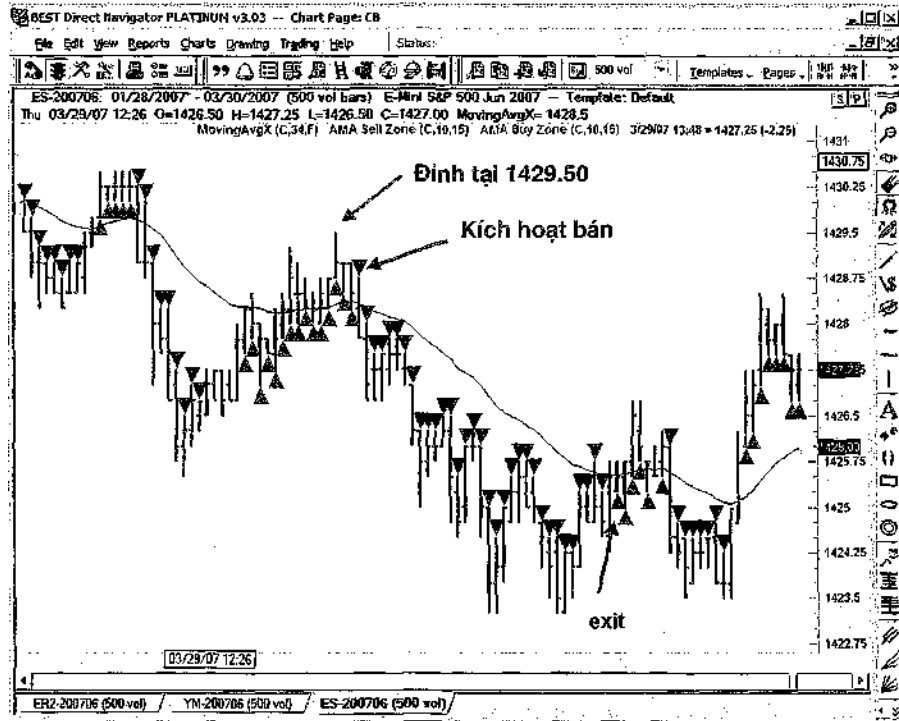 BEST Direct Navigator PLATINUM v3.03 -- Chart Page: CB
File Edit View Reports Charts Drawing Trading Help Status:
500 vol Templates Pages
ES-200706: 01/28/2007* - 03/30/2007 (500 vol bars) E-Mini S&P 500 Jun 2007 — Template: Default
Thu 03/29/07 12:26 O=1426.50 H=1427.25 L=1426.50 C=1427.00 MovingAvgX= 1428.5
MovingAvgX (C,34,F) AMA Sell Zone (C,10,15) AMA Buy Zone (C,10,15) 3/29/07 13:48 = 1427.25 (-2.25)
1431
1430.75
1430.25
Đỉnh tại 1429.50
Kích hoạt bán
1429.5
1428.75
1428
1427.25
1426.5
1425.75
1425
1424.25
1423.5
exit
1422.75
03/29/07 12:26
ER2-200706 (500 vol) YM-200706 (500 vol) ES-200706 (500 vol)